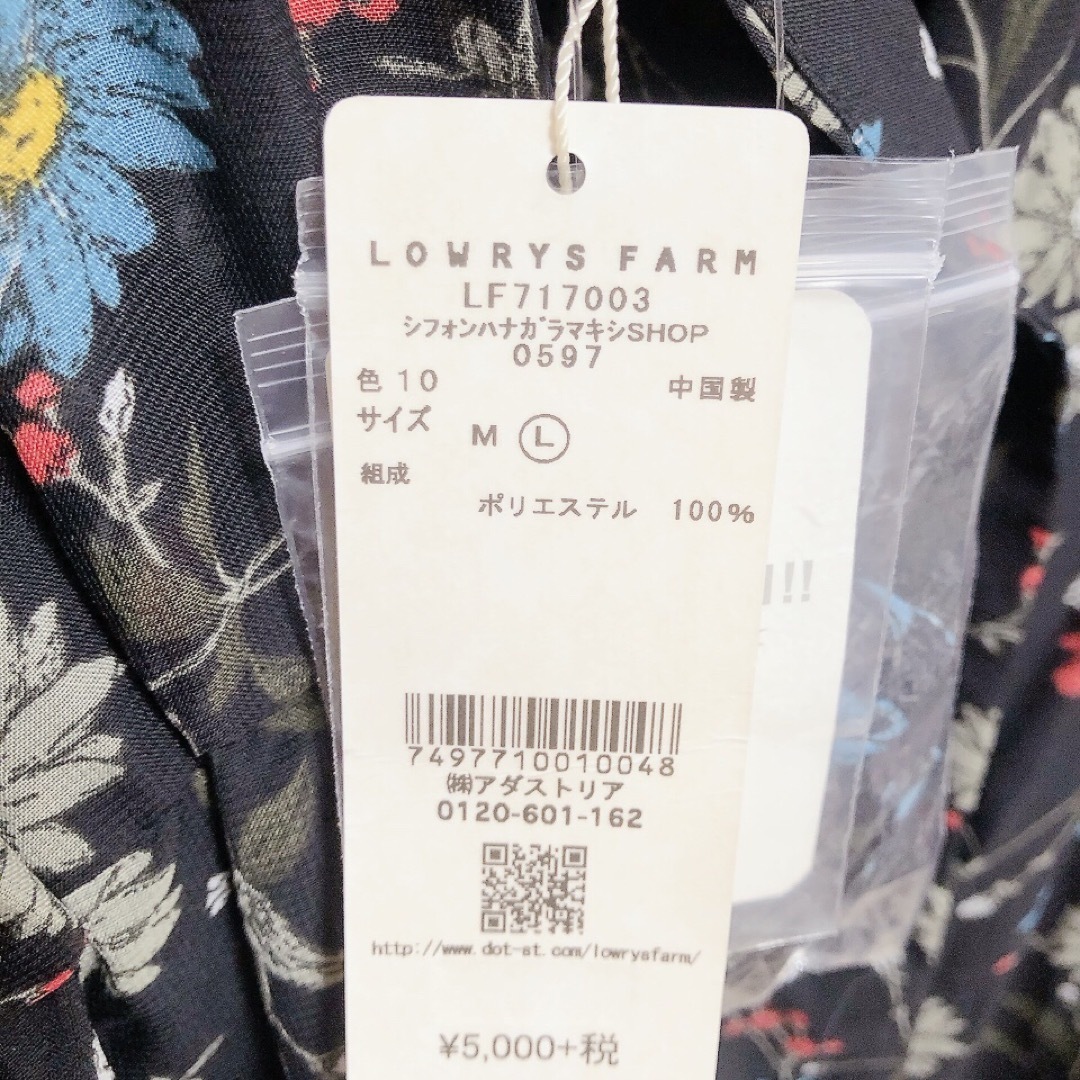 LOWRYS FARM
LF717003
シフォンハナガラマキシSHOP
0597
色 10 中国製
サイズ M Ⓛ
組成
ポリエステル 100%
7497710010048
㈱アダストリア
0120-601-162
http://www.dot-st.com/lowrysfarm/
¥5,000+税